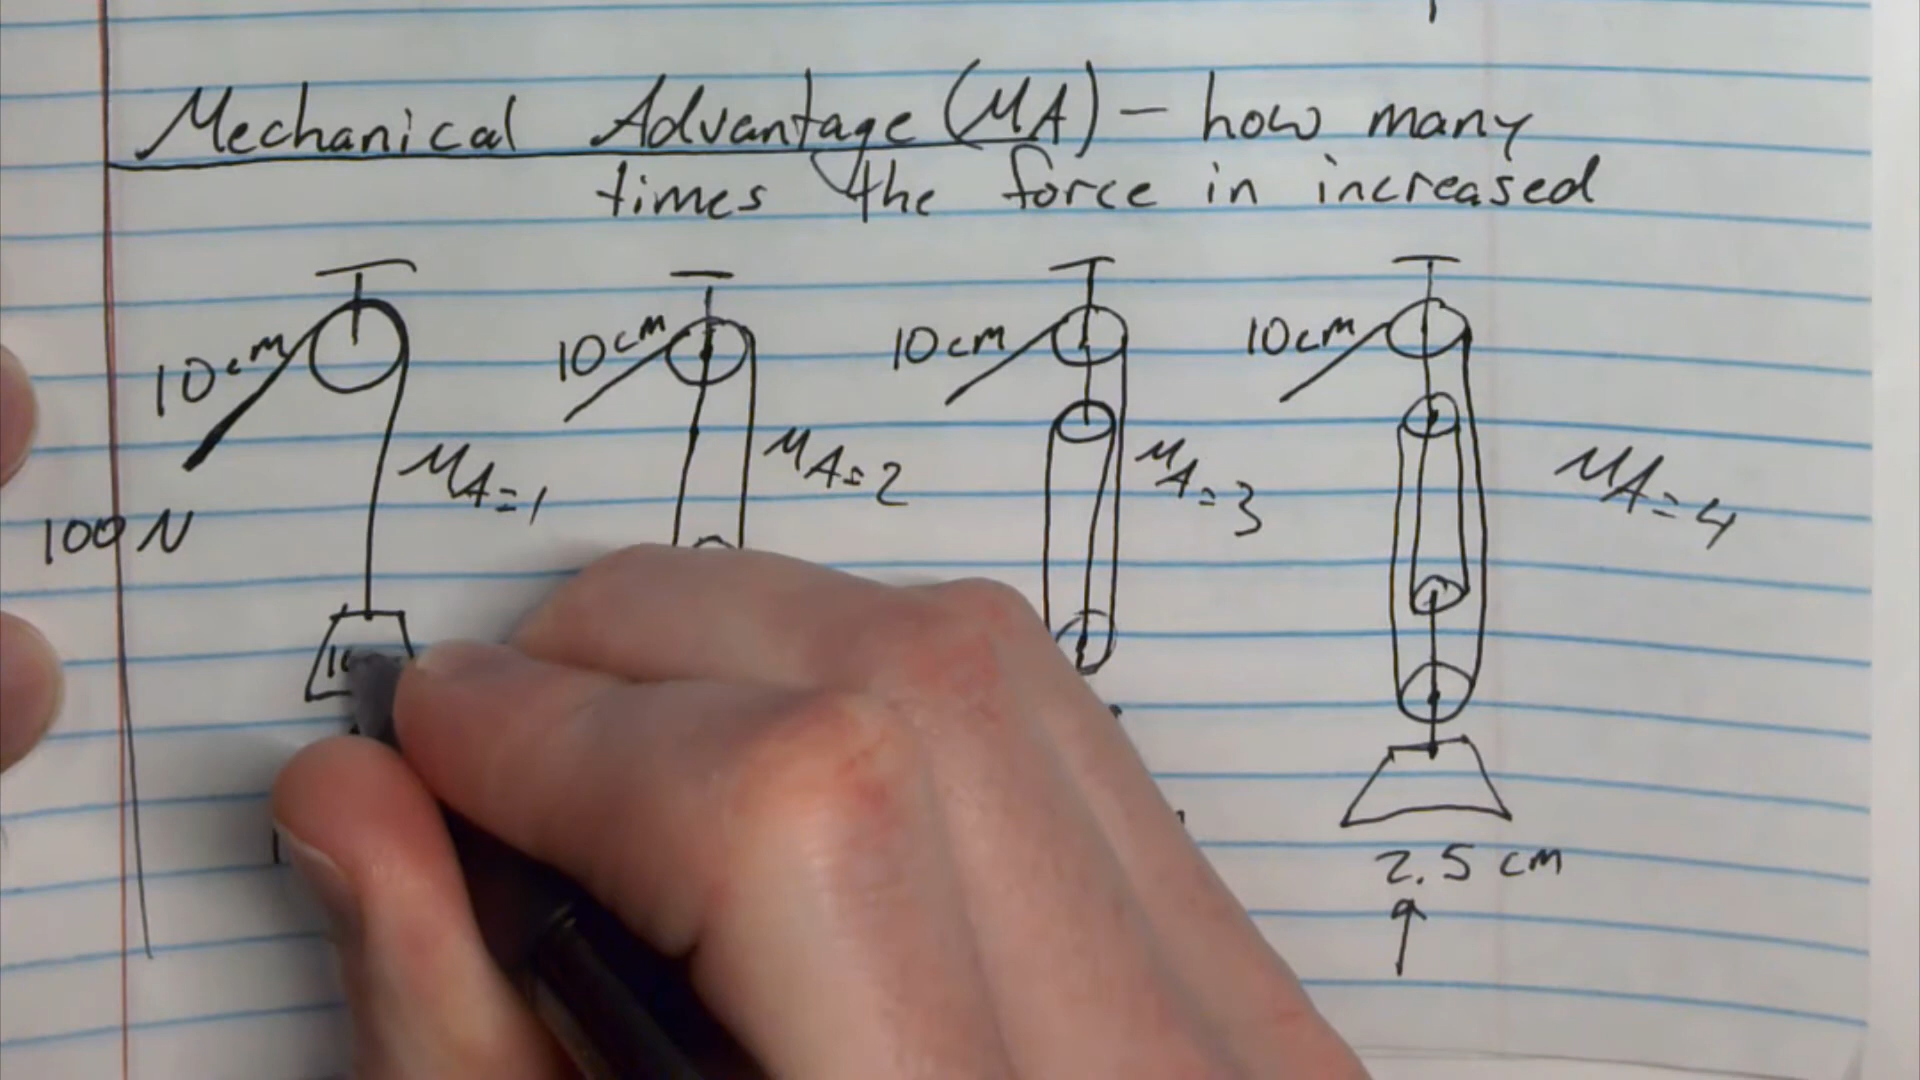 Mechanical Advantage (MA) – how many
times the force in increased
10cm
10cm
10cm
10cm
MA=1
MA=2
MA=3
MA=4
100 N
2.5 cm